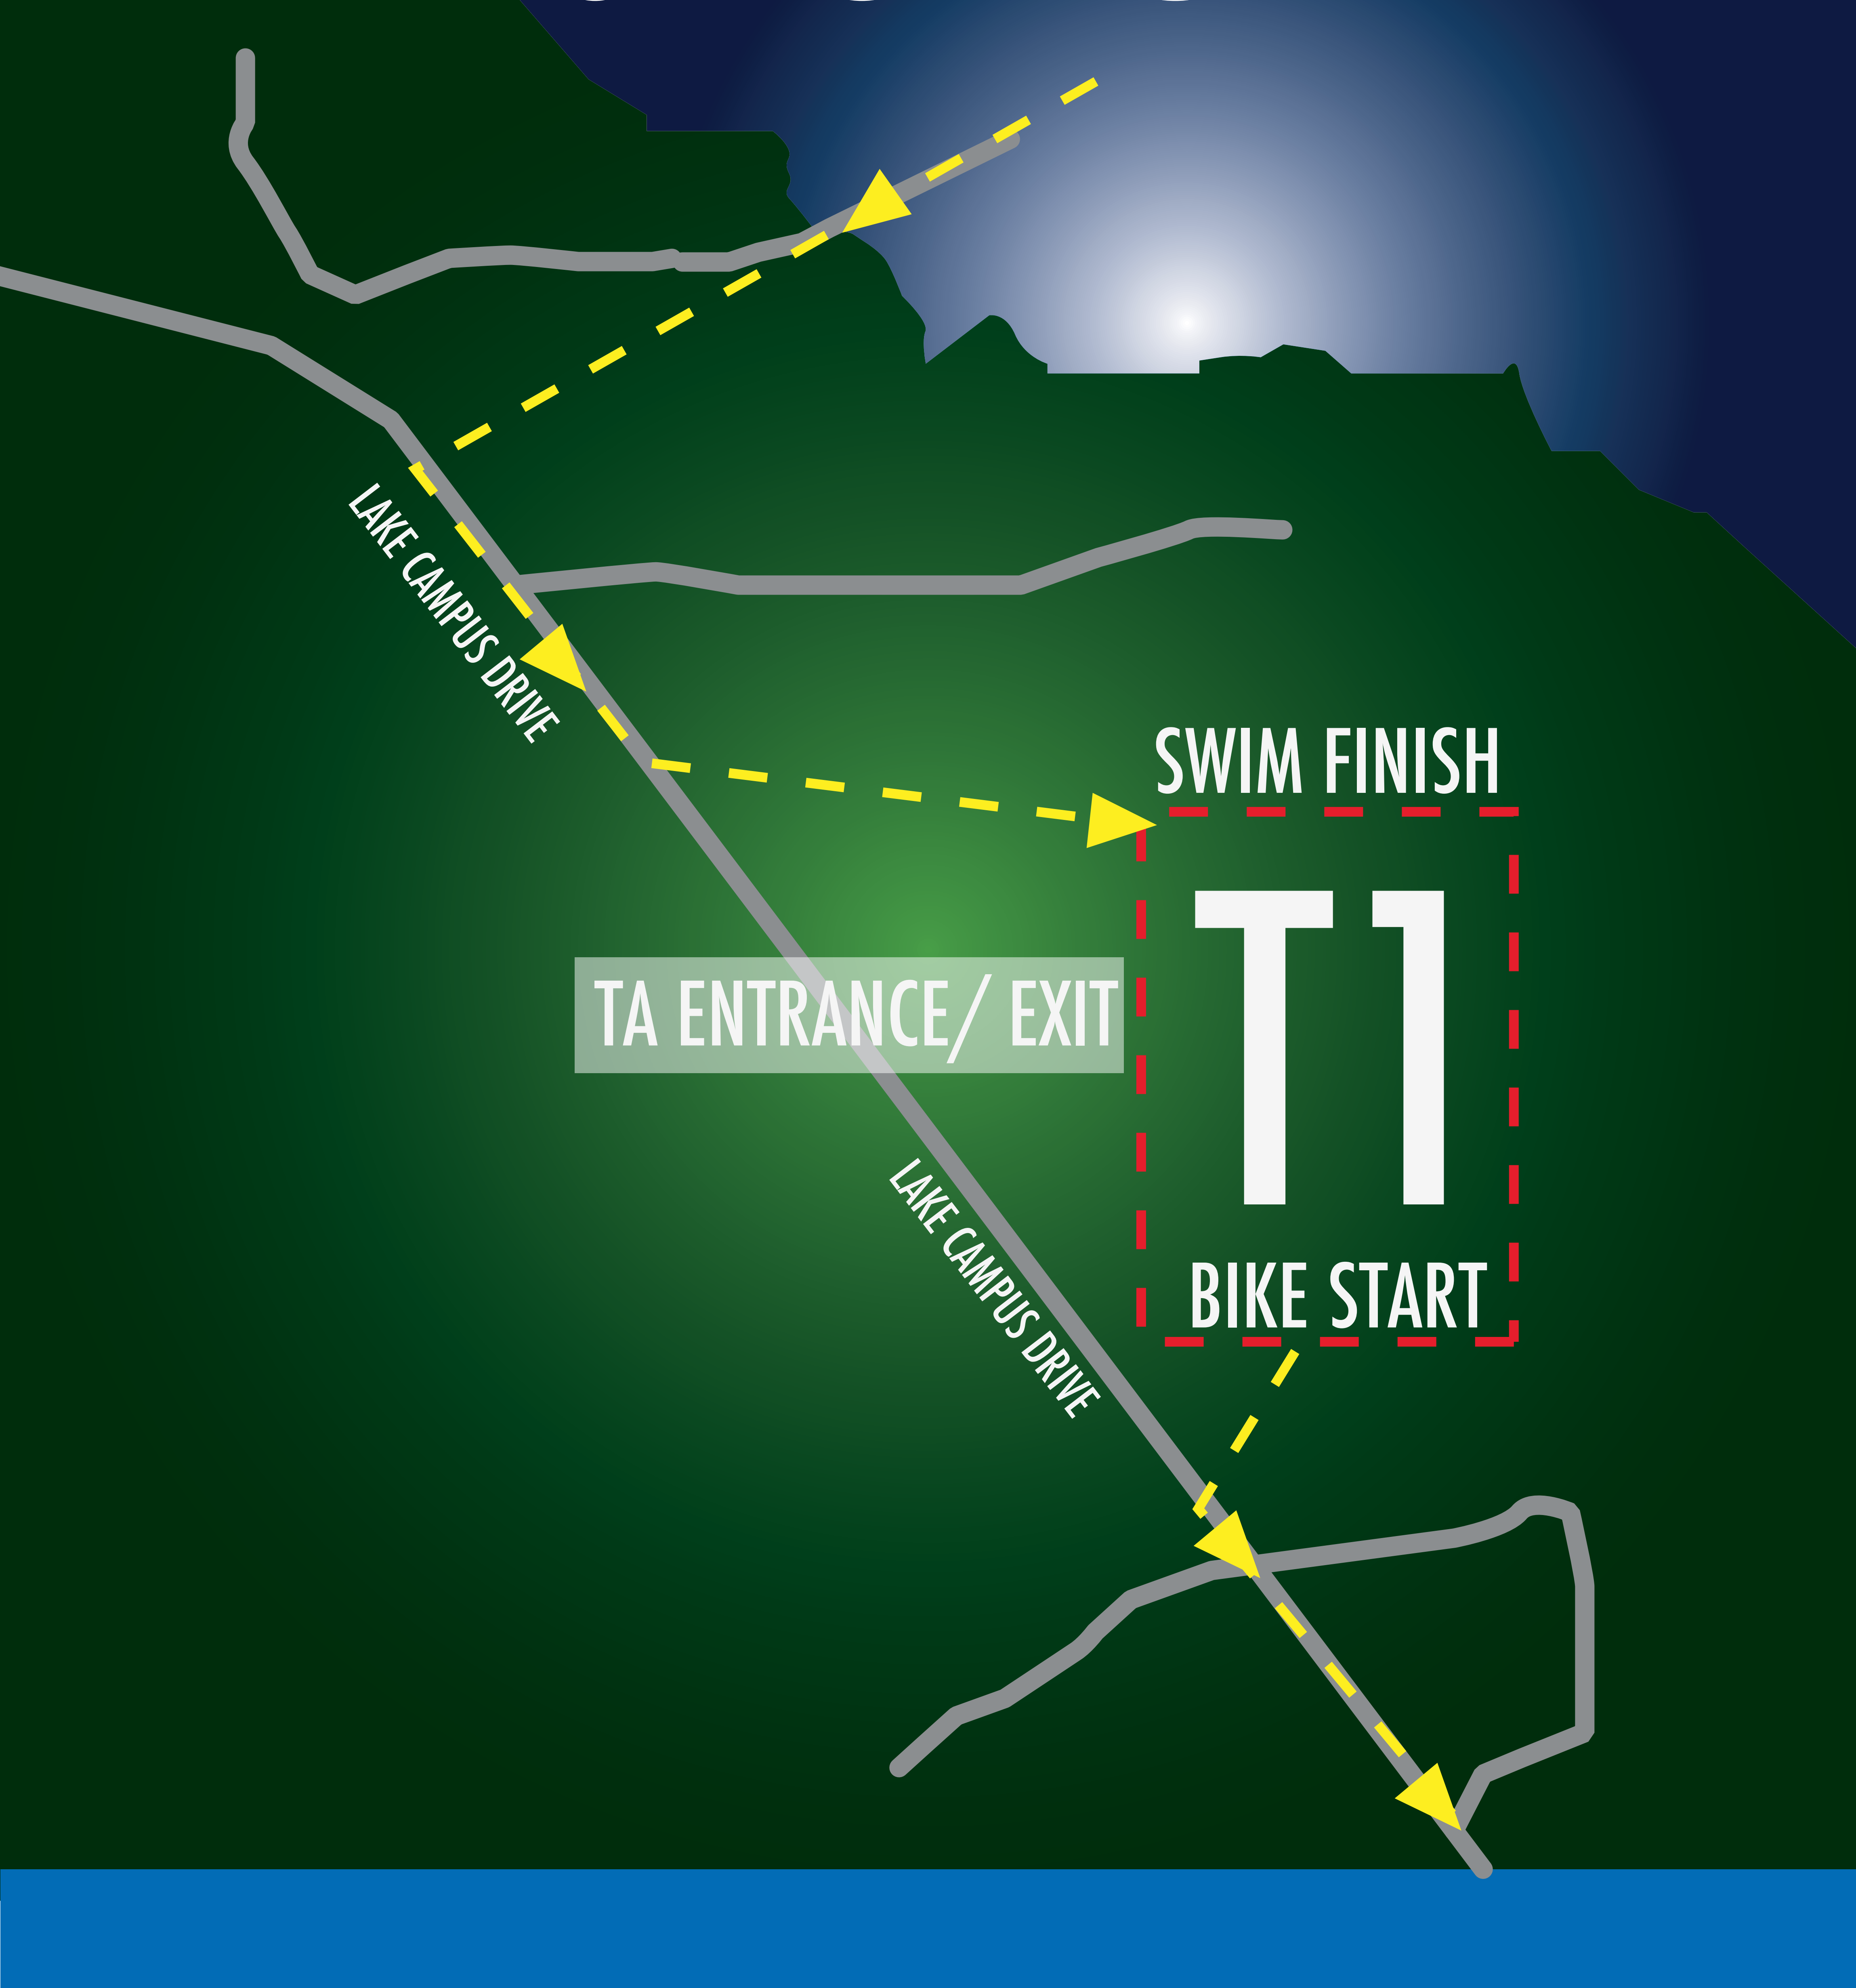 LAKE CAMPUS DRIVE
SWIM FINISH
T1
TA ENTRANCE/ EXIT
LAKE CAMPUS DRIVE
BIKE START